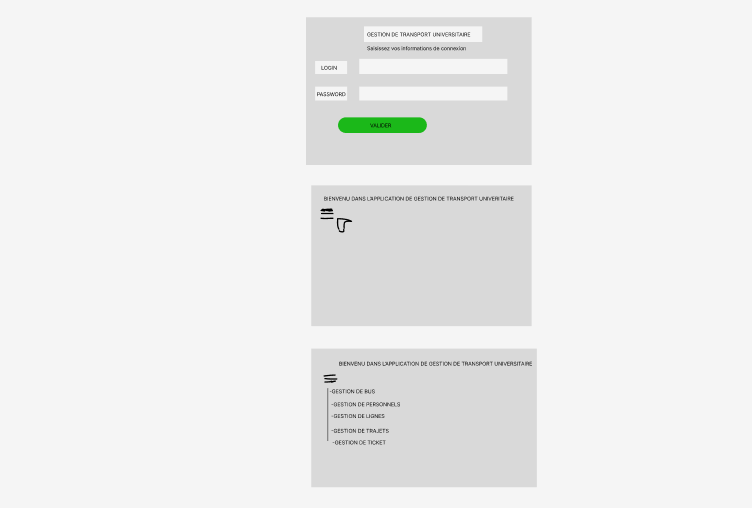 GESTION DE TRANSPORT UNIVERSITAIRE
Saisissez vos informations de connexion
LOGIN
PASSWORD
VALIDER
BIENVENU DANS L'APPLICATION DE GESTION DE TRANSPORT UNIVERITAIRE
BIENVENU DANS L'APPLICATION DE GESTION DE TRANSPORT UNIVERSITAIRE
-GESTION DE BUS
-GESTION DE PERSONNELS
-GESTION DE LIGNES
-GESTION DE TRAJETS
-GESTION DE TICKET